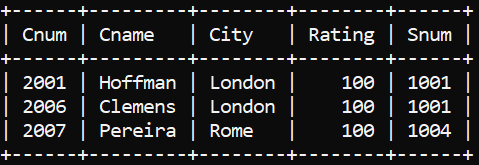 +------+---------+--------+--------+------+
| Cnum | Cname   | City   | Rating | Snum |
+------+---------+--------+--------+------+
| 2001 | Hoffman | London |    100 | 1001 |
| 2006 | Clemens | London |    100 | 1001 |
| 2007 | Pereira | Rome   |    100 | 1004 |
+------+---------+--------+--------+------+